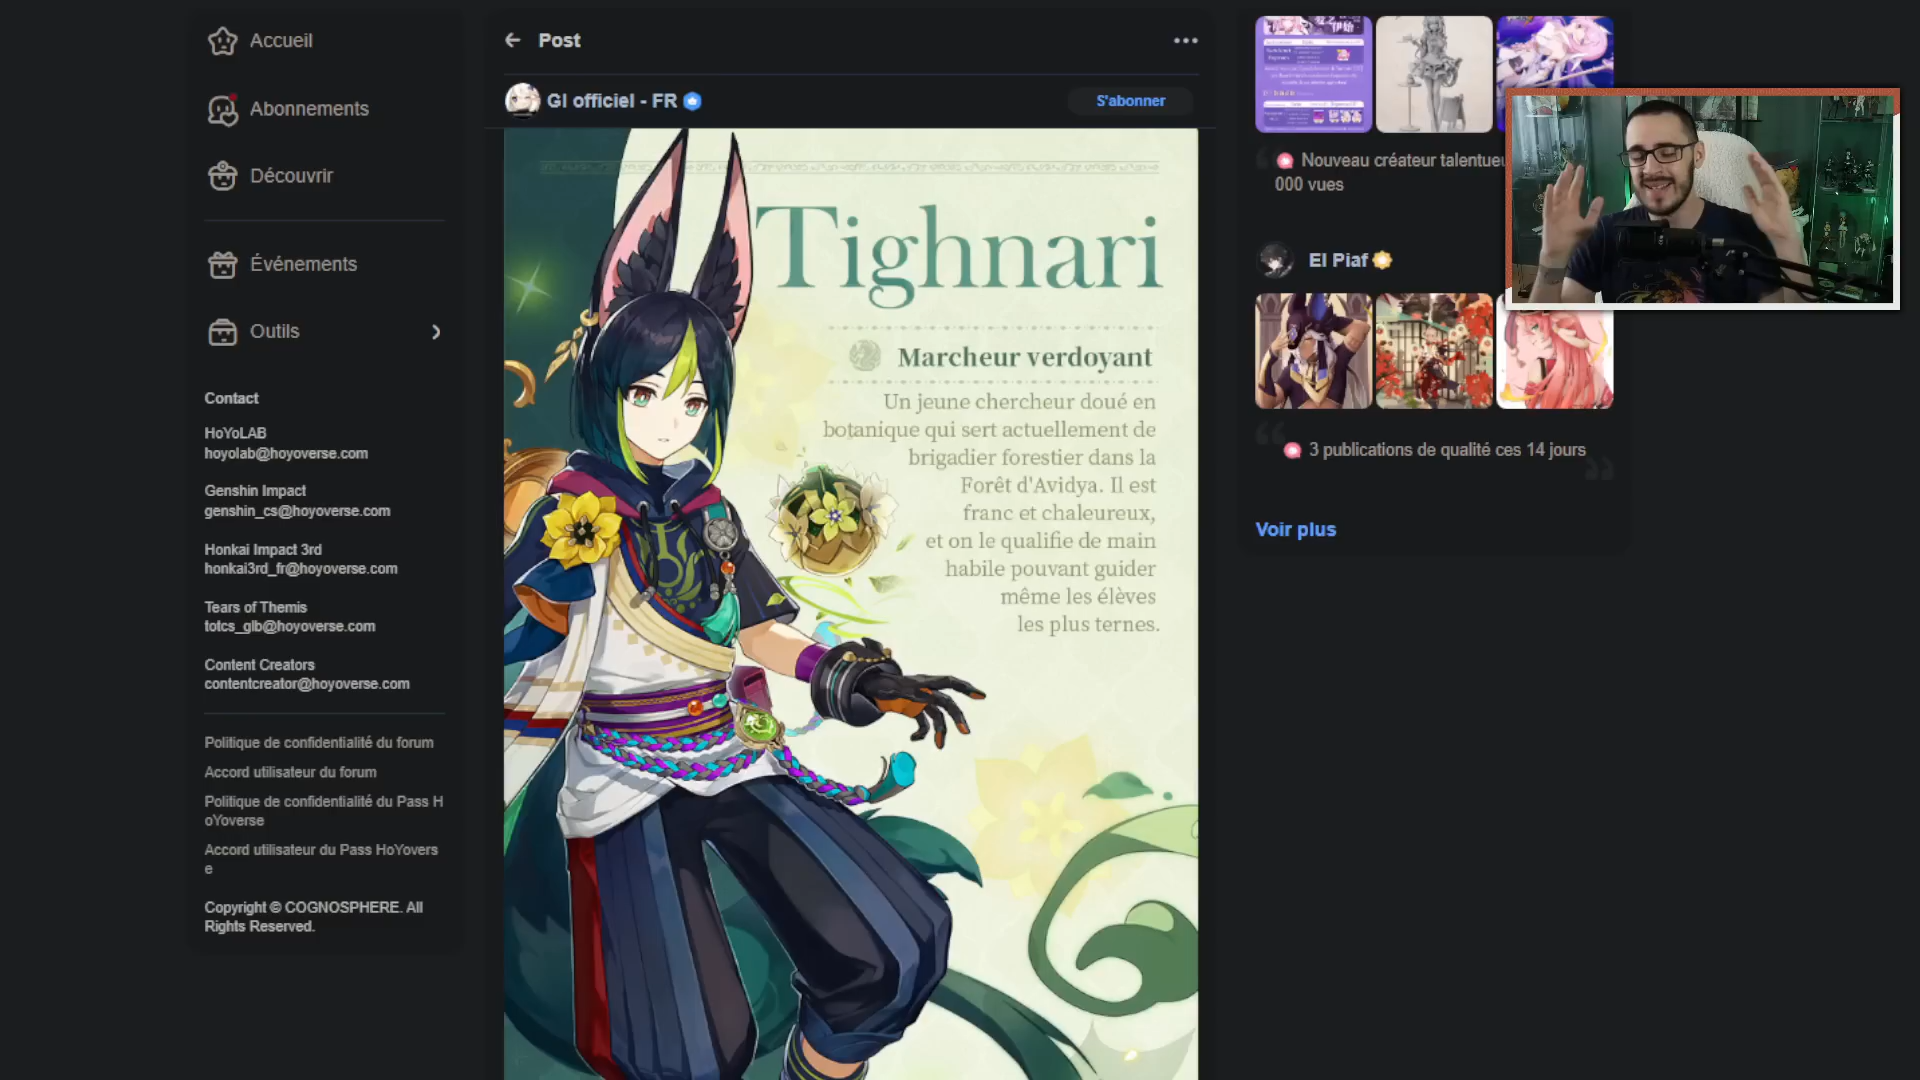 Accueil
Abonnements
Découvrir
Événements
Outils
Contact
HoYoLAB
hoyolab@hoyoverse.com
Genshin Impact
genshin_cs@hoyoverse.com
Honkai Impact 3rd
honkai3rd_fr@hoyoverse.com
Tears of Themis
totcs_glb@hoyoverse.com
Content Creators
contentcreator@hoyoverse.com
Politique de confidentialité du forum
Accord utilisateur du forum
Politique de confidentialité du Pass H
oYoverse
Accord utilisateur du Pass HoYovers
e
Copyright © COGNOSPHERE. All
Rights Reserved.
Post
GI officiel - FR
S'abonner
Tighnari
Marcheur verdoyant
Un jeune chercheur doué en
botanique qui sert actuellement de
brigadier forestier dans la
Forêt d'Avidya. Il est
franc et chaleureux,
et on le qualifie de main
habile pouvant guider
même les élèves
les plus ternes.
Nouveau créateur talentueu
000 vues
El Piaf
3 publications de qualité ces 14 jours
Voir plus